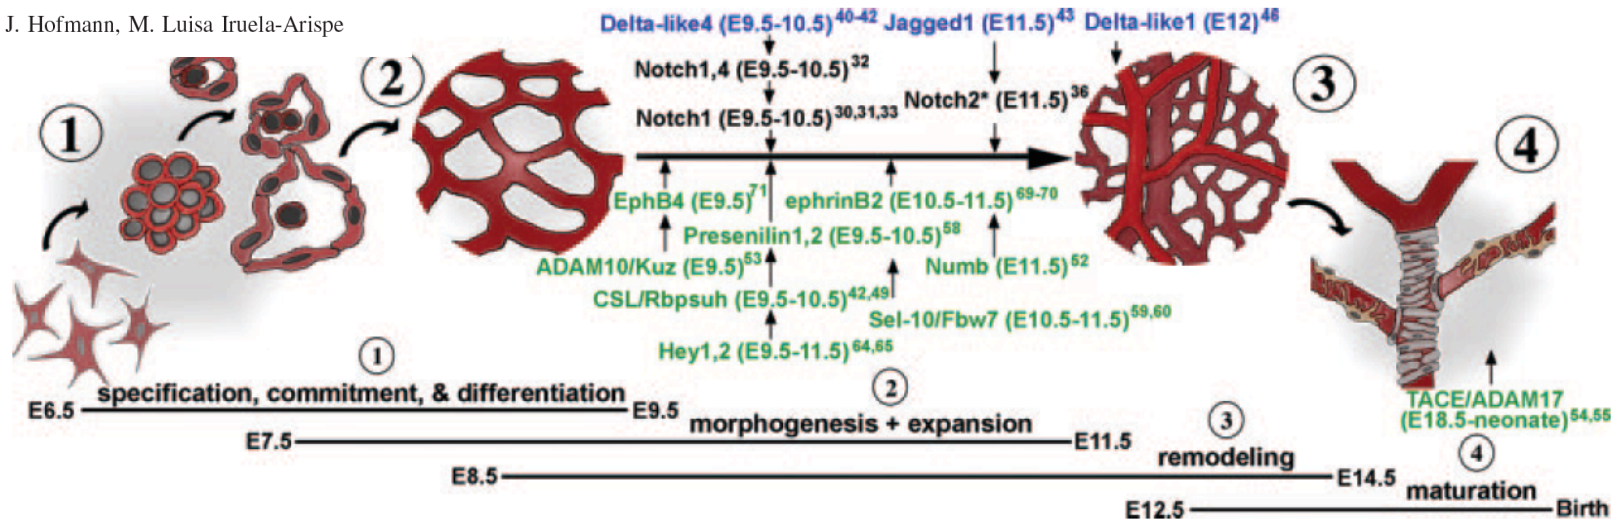 J. Hofmann, M. Luisa Iruela-Arispe
Delta-like4 (E9.5-10.5)40-42 Jagged1 (E11.5)43 Delta-like1 (E12)46
Notch1,4 (E9.5-10.5)32
Notch2* (E11.5)36
Notch1 (E9.5-10.5)30,31,33
1
2
3
4
EphB4 (E9.5)71 ephrinB2 (E10.5-11.5)69-70
Presenilin1,2 (E9.5-10.5)58
ADAM10/Kuz (E9.5)53 Numb (E11.5)52
CSL/Rbpsuh (E9.5-10.5)42,49
Sel-10/Fbw7 (E10.5-11.5)59,60
Hey1,2 (E9.5-11.5)64,65
TACE/ADAM17
(E18.5-neonate)54,55
1
specification, commitment, & differentiation
E6.5 E9.5
2
morphogenesis + expansion
E7.5 E11.5
3
remodeling
E8.5 E14.5
4
maturation
E12.5 Birth